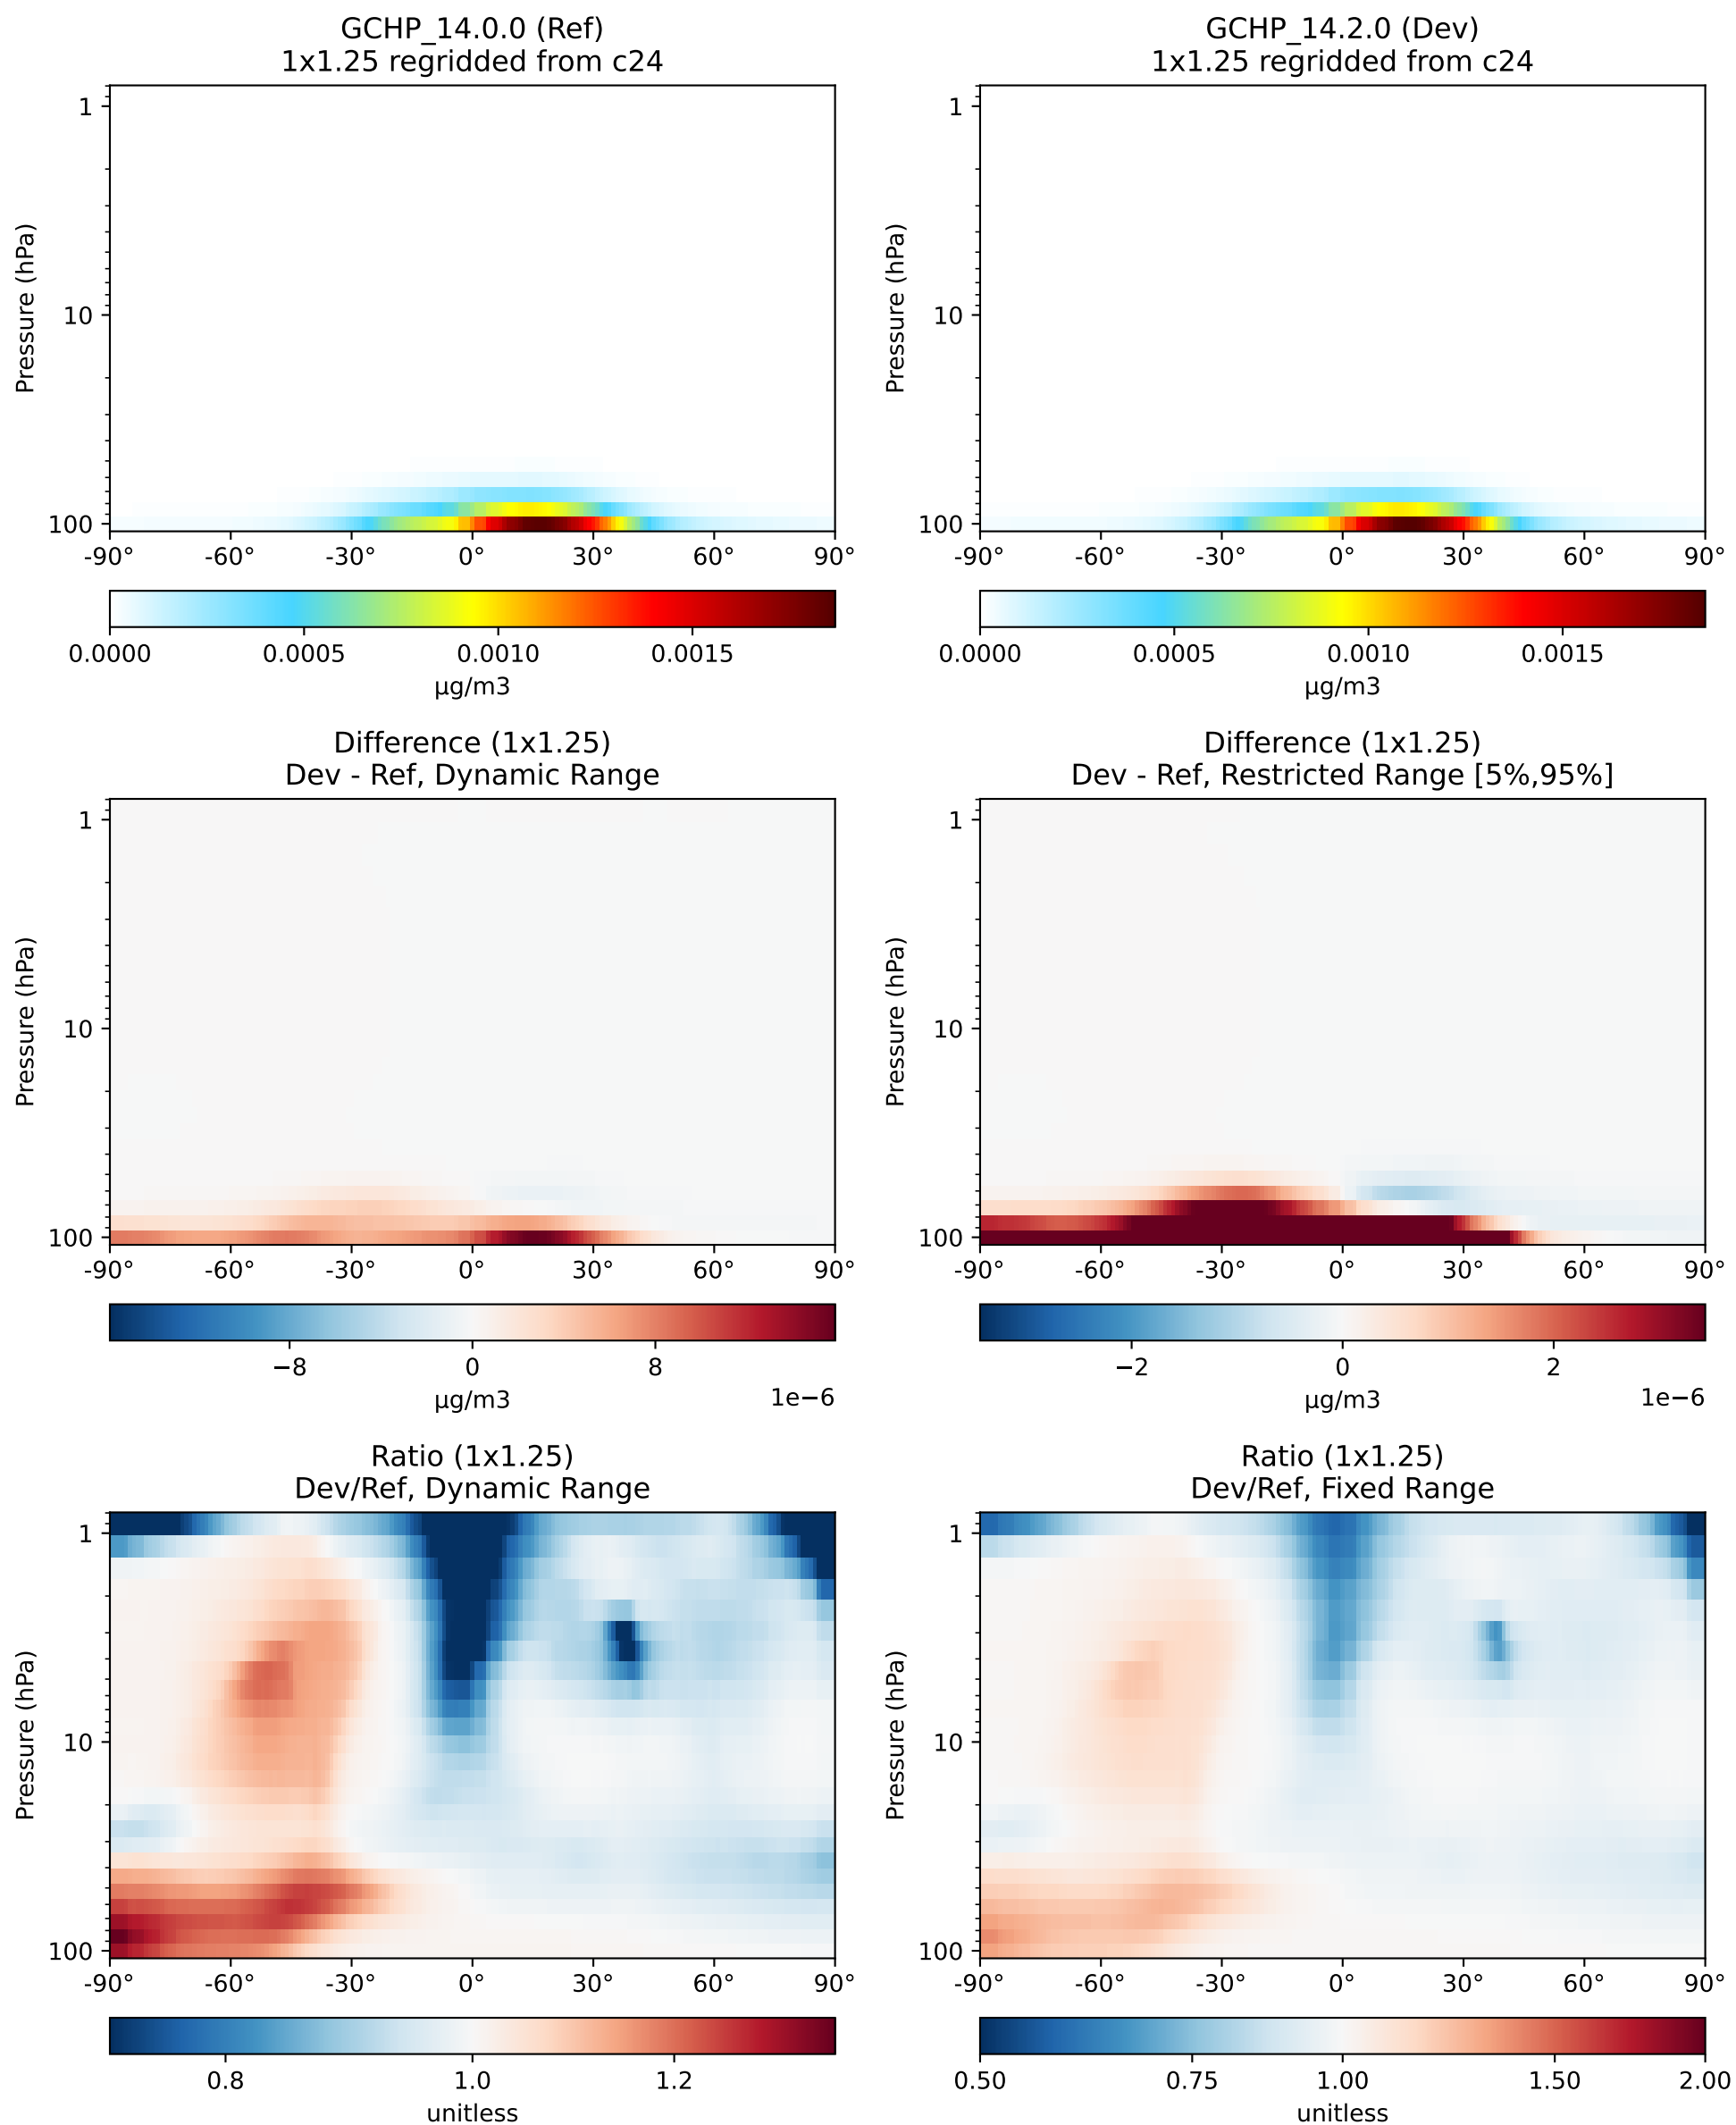 GCHP_14.0.0 (Ref)
1x1.25 regridded from c24
Pressure (hPa)
1
10
100
-90° -60° -30° 0° 30° 60° 90°
0.0000 0.0005 0.0010 0.0015
µg/m3
GCHP_14.2.0 (Dev)
1x1.25 regridded from c24
Pressure (hPa)
1
10
100
-90° -60° -30° 0° 30° 60° 90°
0.0000 0.0005 0.0010 0.0015
µg/m3
Difference (1x1.25)
Dev - Ref, Dynamic Range
Pressure (hPa)
1
10
100
-90° -60° -30° 0° 30° 60° 90°
−8 0 8
µg/m3 1e−6
Difference (1x1.25)
Dev - Ref, Restricted Range [5%,95%]
Pressure (hPa)
1
10
100
-90° -60° -30° 0° 30° 60° 90°
−2 0 2
µg/m3 1e−6
Ratio (1x1.25)
Dev/Ref, Dynamic Range
Pressure (hPa)
1
10
100
-90° -60° -30° 0° 30° 60° 90°
0.8 1.0 1.2
unitless
Ratio (1x1.25)
Dev/Ref, Fixed Range
Pressure (hPa)
1
10
100
-90° -60° -30° 0° 30° 60° 90°
0.50 0.75 1.00 1.50 2.00
unitless